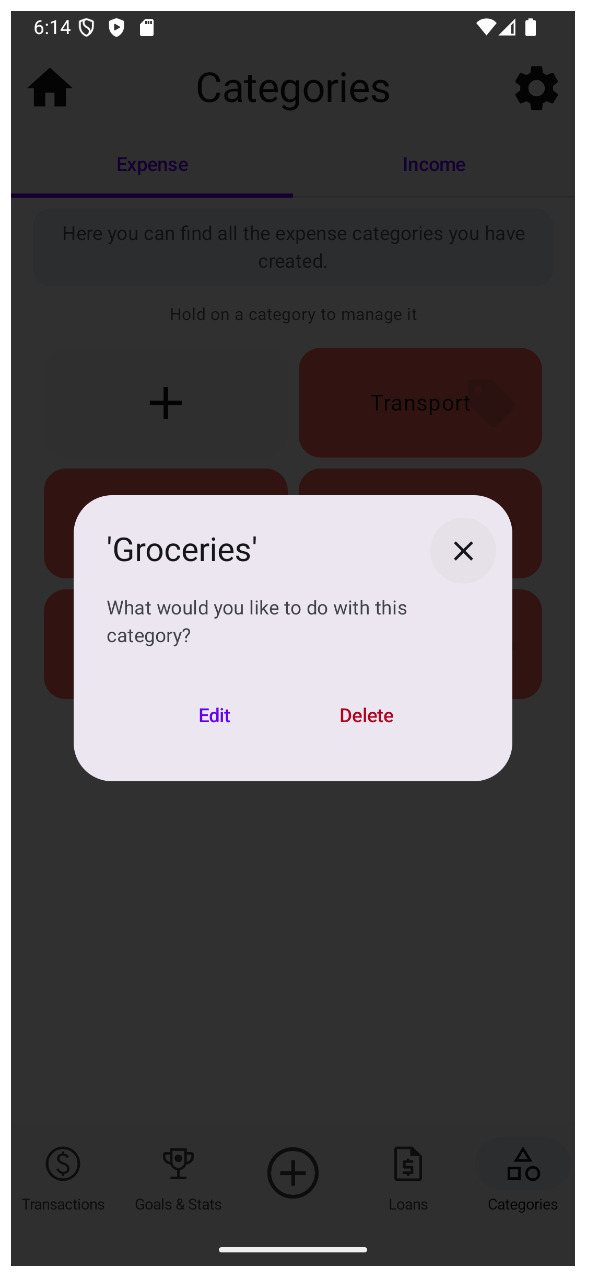 6:14
Categories
Expense
Income
Here you can find all the expense categories you have
created.
Hold on a category to manage it
Transport
'Groceries'
What would you like to do with this
category?
Edit
Delete
Transactions
Goals & Stats
Loans
Categories